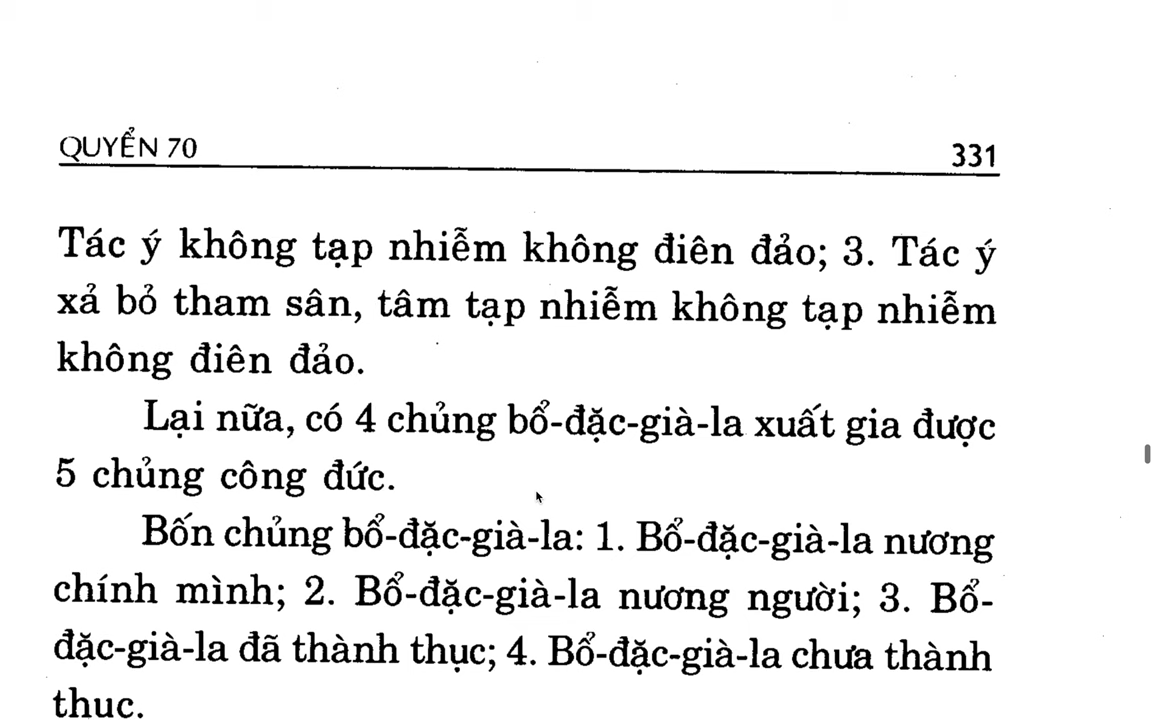 QUYỂN 70
331
Tác ý không tạp nhiễm không điên đảo; 3. Tác ý
xả bỏ tham sân, tâm tạp nhiễm không tạp nhiễm
không điên đảo.
Lại nữa, có 4 chủng bổ-đặc-già-la xuất gia được
5 chủng công đức.
Bốn chủng bổ-đặc-già-la: 1. Bổ-đặc-già-la nương
chính mình; 2. Bổ-đặc-già-la nương người; 3. Bổ-
đặc-già-la đã thành thục; 4. Bổ-đặc-già-la chưa thành
thục.